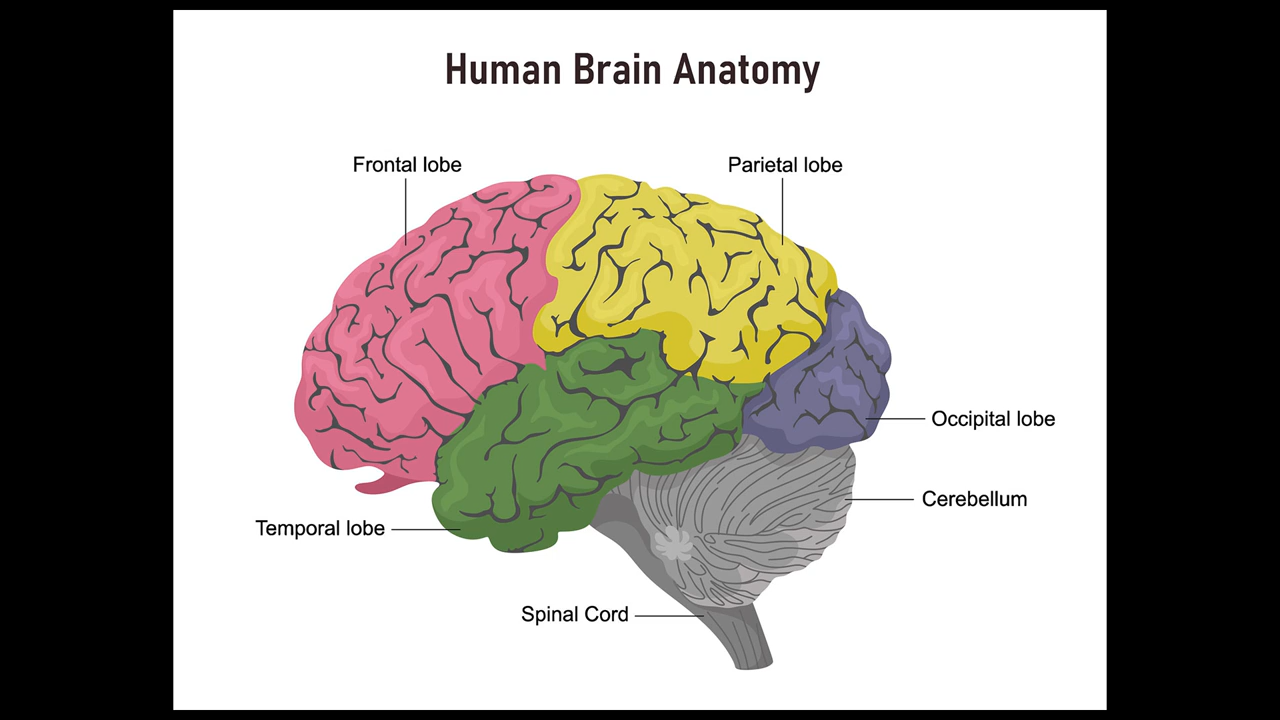 Human Brain Anatomy
Frontal lobe
Parietal lobe
Occipital lobe
Cerebellum
Temporal lobe
Spinal Cord